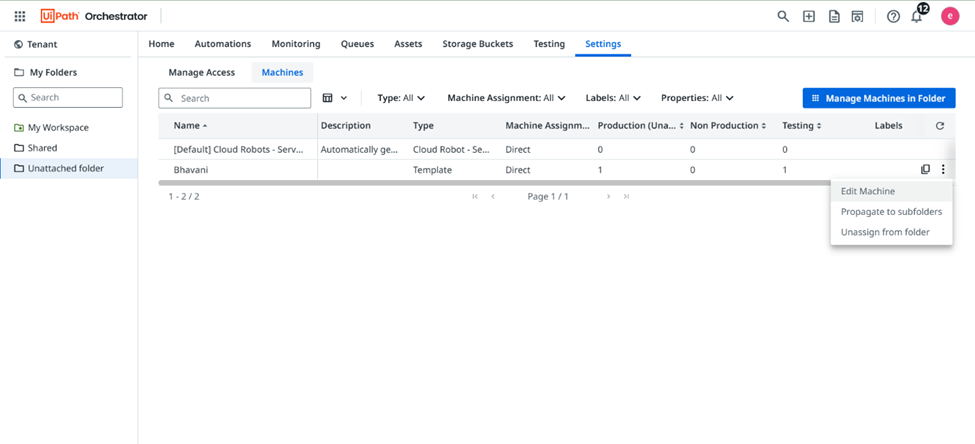 UiPath Orchestrator 12 e
Tenant Home Automations Monitoring Queues Assets Storage Buckets Testing Settings
My Folders Manage Access Machines
Search Search Type: All Machine Assignment: All Labels: All Properties: All Manage Machines in Folder
Name Description Type Machine Assignm... Production (Una... Non Production Testing Labels
My Workspace
Shared [Default] Cloud Robots - Serv... Automatically ge... Cloud Robot - Se... Direct 0 0 0
Unattached folder Bhavani Template Direct 1 0 1
1 - 2 / 2 Page 1 / 1
Edit Machine
Propagate to subfolders
Unassign from folder